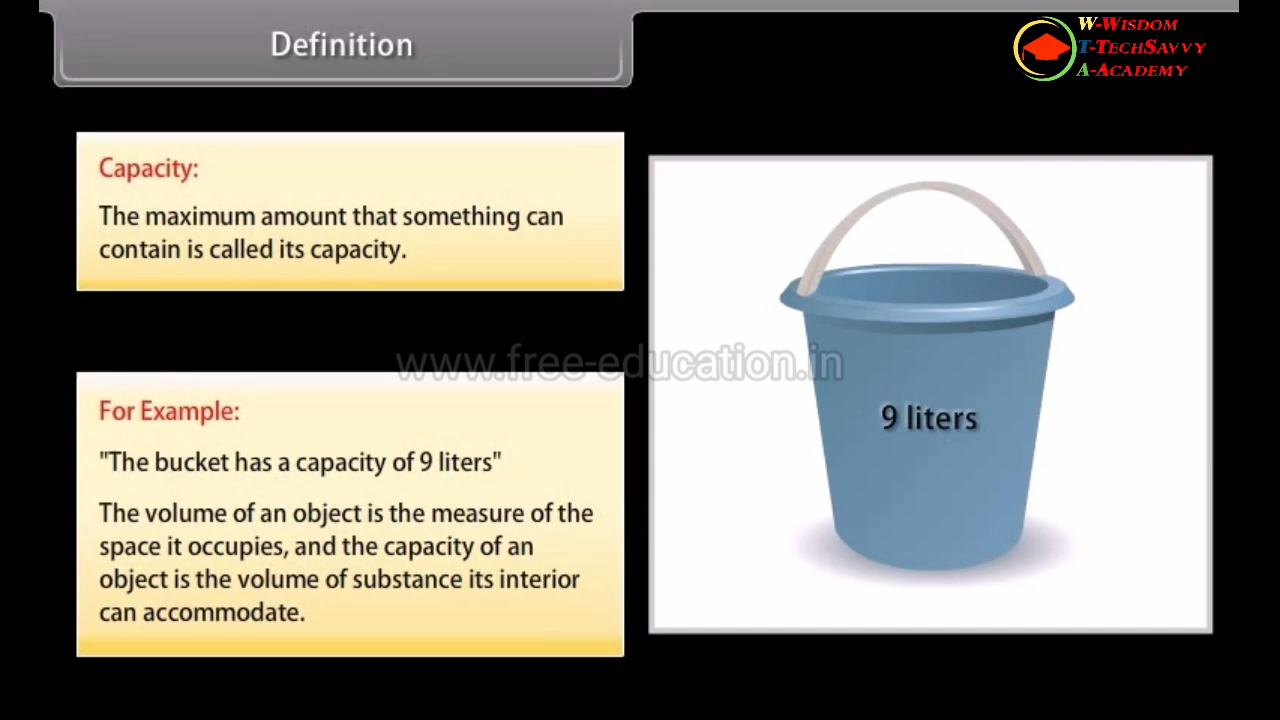 Definition
W-Wisdom
T-TechSavvy
A-Academy
Capacity:
The maximum amount that something can
contain is called its capacity.
www.free-education.in
For Example:
"The bucket has a capacity of 9 liters"
The volume of an object is the measure of the
space it occupies, and the capacity of an
object is the volume of substance its interior
can accommodate.
9 liters